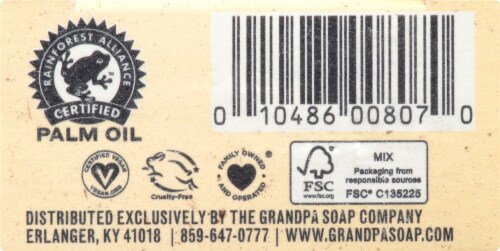 RAINFOREST ALLIANCE
CERTIFIED
PALM OIL
0 10486 00807 0
CERTIFIED VEGAN
VEGAN.ORG
Cruelty-Free
FAMILY OWNED
AND OPERATED
®
FSC
www.fsc.org
MIX
Packaging from
responsible sources
FSC® C135225
DISTRIBUTED EXCLUSIVELY BY THE GRANDPA SOAP COMPANY
ERLANGER, KY 41018 | 859-647-0777 | WWW.GRANDPASOAP.COM